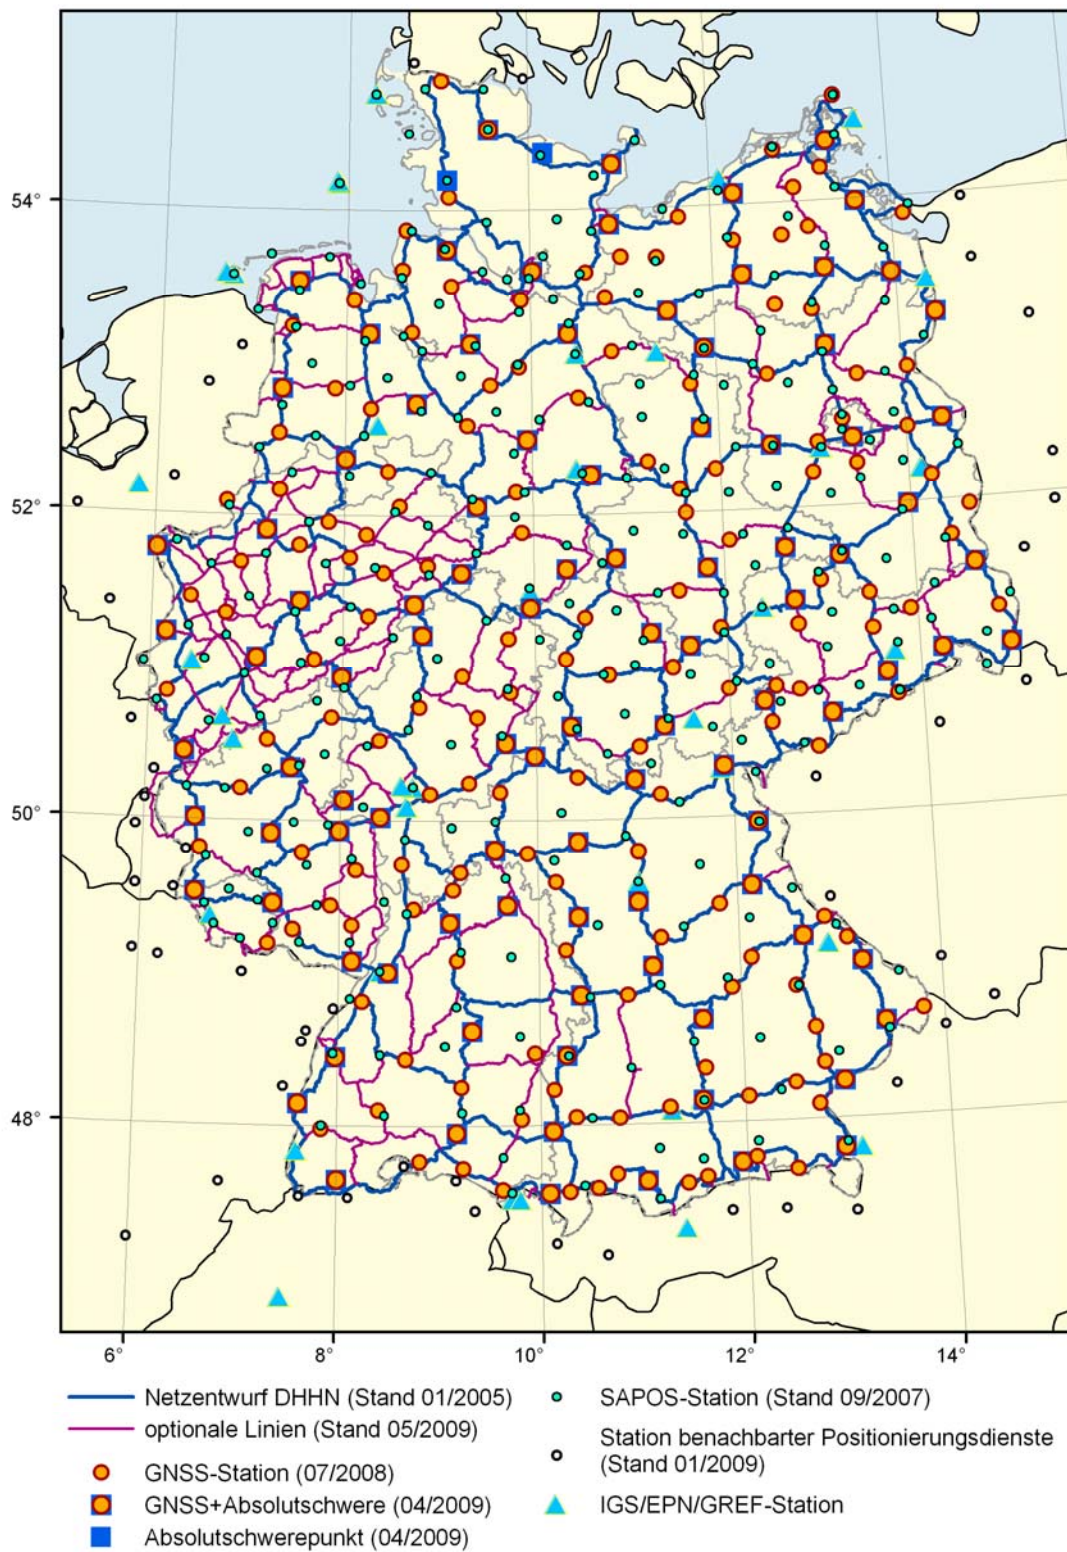 54°
52°
50°
48°
6°
8°
10°
12°
14°
Netzentwurf DHHN (Stand 01/2005)
optionale Linien (Stand 05/2009)
GNSS-Station (07/2008)
GNSS+Absolutschwere (04/2009)
Absolutschwerepunkt (04/2009)
SAPOS-Station (Stand 09/2007)
Station benachbarter Positionierungsdienste
(Stand 01/2009)
IGS/EPN/GREF-Station